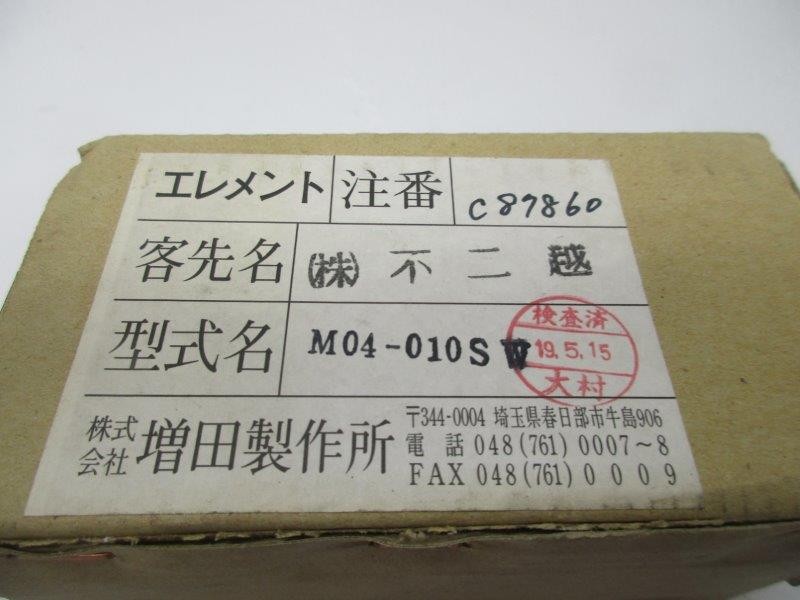 エレメント 注番 C87860
客先名 (株) 不二越
型式名 M04-010SW
検査済
19.5.15
大村
株式会社 増田製作所
〒344-0004 埼玉県春日部市牛島906
電話 048(761)0007~8
FAX 048(761)0009